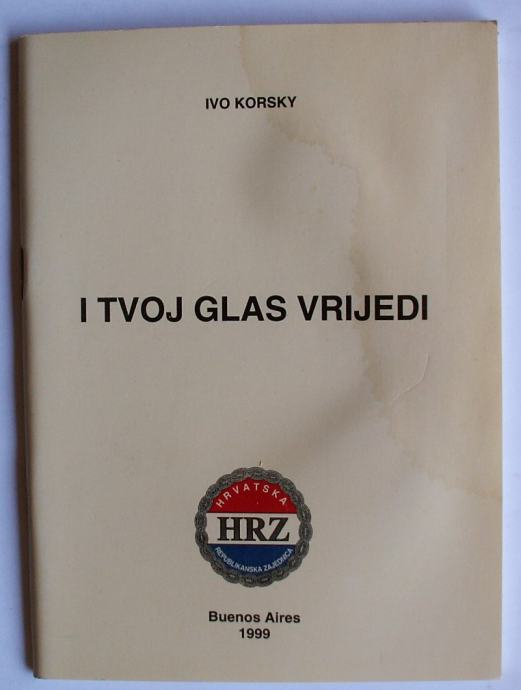 IVO KORSKY
I TVOJ GLAS VRIJEDI
HRVATSKA
HRZ
REPUBLIKANSKA ZAJEDNICA
Buenos Aires
1999